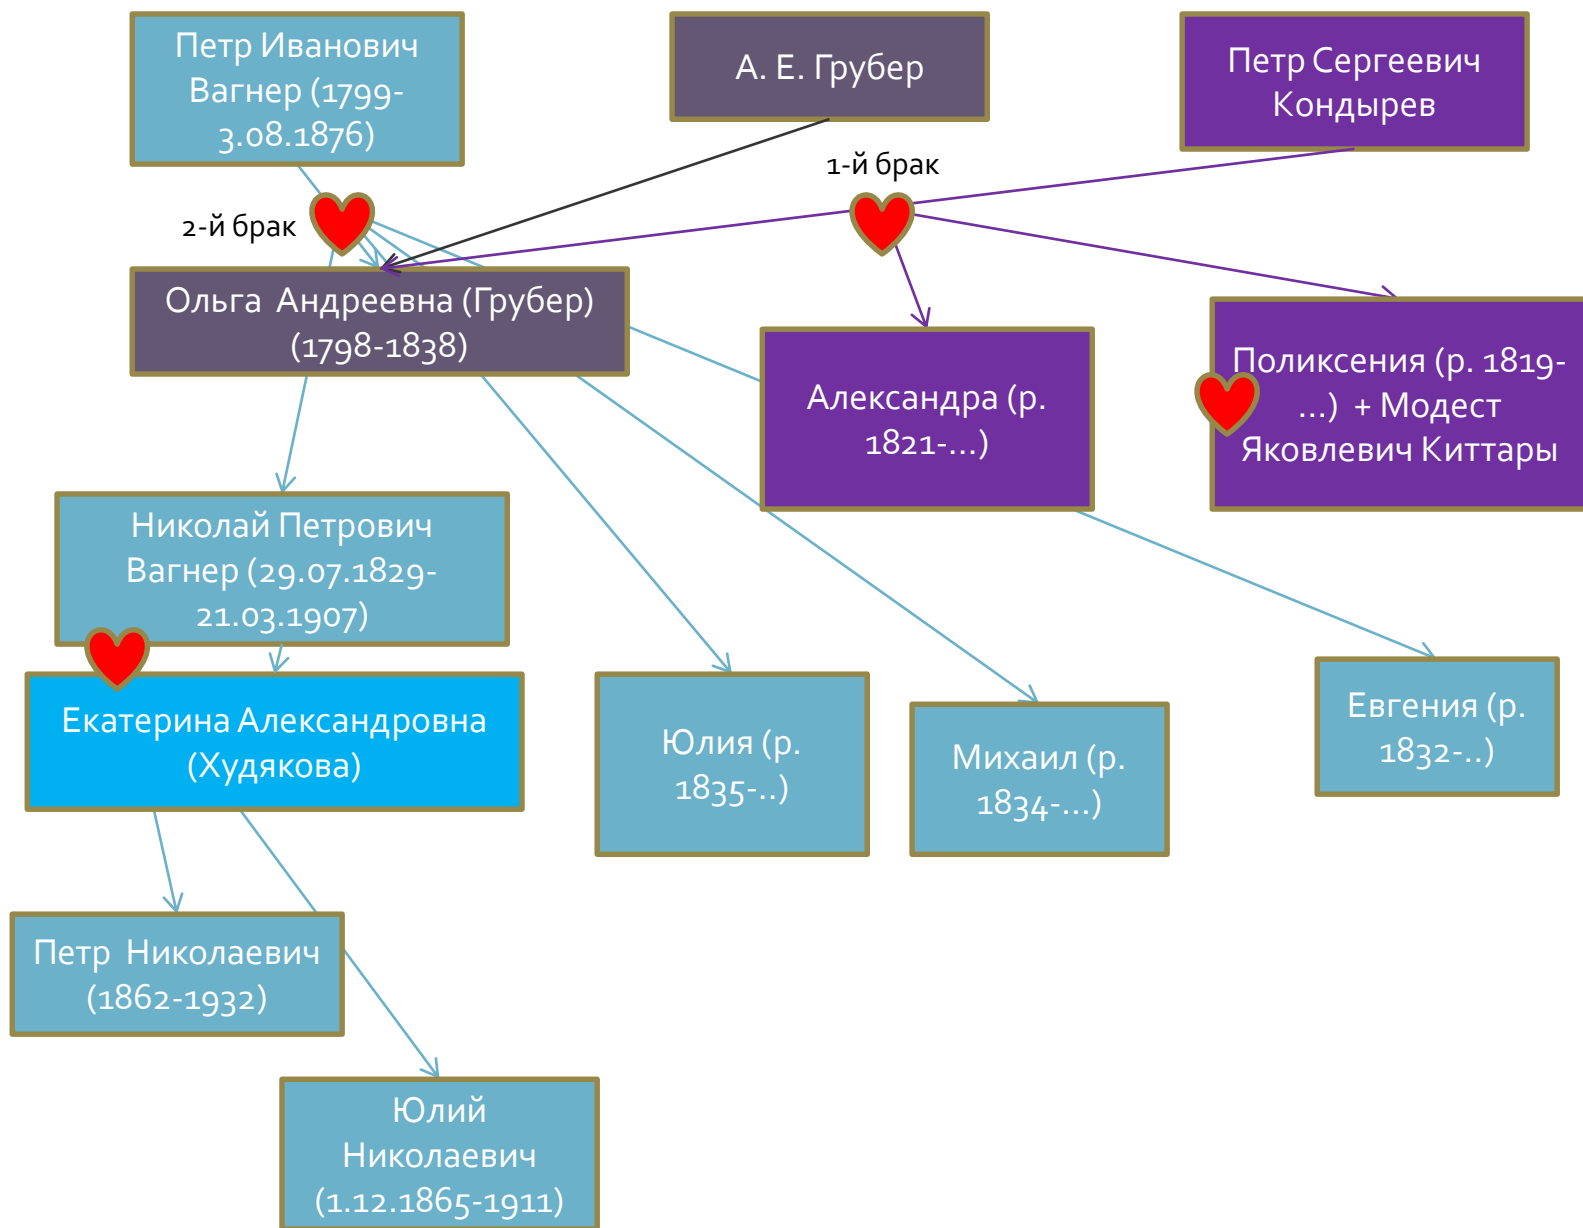 Петр Иванович
Вагнер (1799-
3.08.1876)
А. Е. Грубер
Петр Сергеевич
Кондырев
1-й брак
2-й брак
Ольга  Андреевна (Грубер)
(1798-1838)
Александра (р.
1821-...)
Поликсения (р. 1819-
...)  + Модест
Яковлевич Киттары
Николай Петрович
Вагнер (29.07.1829-
21.03.1907)
Екатерина Александровна
(Худякова)
Юлия (р.
1835-..)
Михаил (р.
1834-...)
Евгения (р.
1832-..)
Петр  Николаевич
(1862-1932)
Юлий
Николаевич
(1.12.1865-1911)